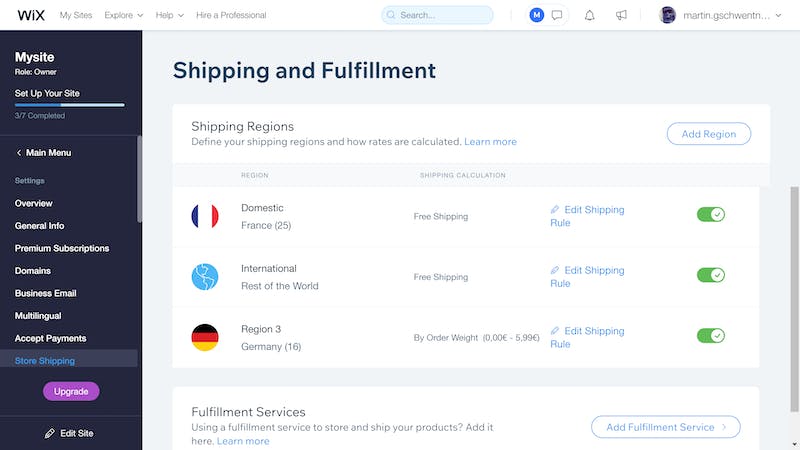 WiX My Sites Explore Help Hire a Professional Search... M martin.gschwentn...
Mysite
Role: Owner
Set Up Your Site
3/7 Completed
Main Menu
Settings
Overview
General Info
Premium Subscriptions
Domains
Business Email
Multilingual
Accept Payments
Store Shipping
Upgrade
Edit Site
Shipping and Fulfillment
Shipping Regions
Define your shipping regions and how rates are calculated. Learn more
Add Region
REGION SHIPPING CALCULATION
Domestic
France (25)
Free Shipping
Edit Shipping
Rule
International
Rest of the World
Free Shipping
Edit Shipping
Rule
Region 3
Germany (16)
By Order Weight (0,00€ - 5,99€)
Edit Shipping
Rule
Fulfillment Services
Using a fulfillment service to store and ship your products? Add it
here. Learn more
Add Fulfillment Service